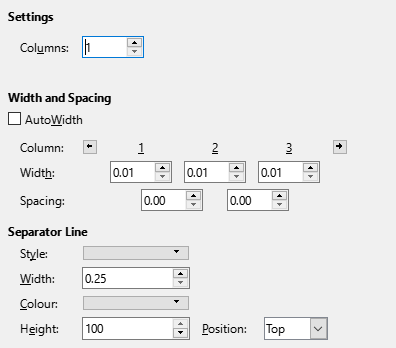 Settings
Columns: 1
Width and Spacing
AutoWidth
Column: 1 2 3
Width: 0.01 0.01 0.01
Spacing: 0.00 0.00
Separator Line
Style:
Width: 0.25
Colour:
Height: 100 Position: Top